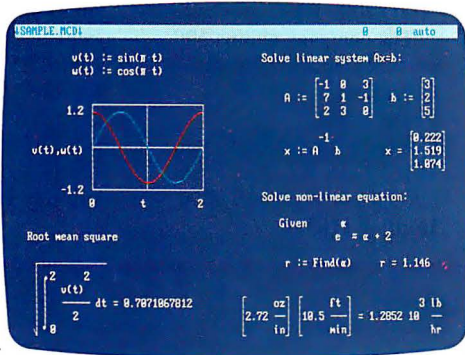 ↓SAMPLE.MCD↓ 0 0 auto
v(t) := sin(π t)
w(t) := cos(π t)
1.2
v(t),w(t)
-1.2
0 t 2
Root mean square
2 2
v(t)
dt = 0.7071067812
2
0
Solve linear system Ax=b:
-1 0 3 3
A := 7 1 -1 b := 2
2 3 0 5
-1 0.222
x := A b x = 1.519
1.074
Solve non-linear equation:
Given α
e = α + 2
r := Find(α) r = 1.146
oz ft 3 lb
2.72 10.5 = 1.2852 10
in min hr